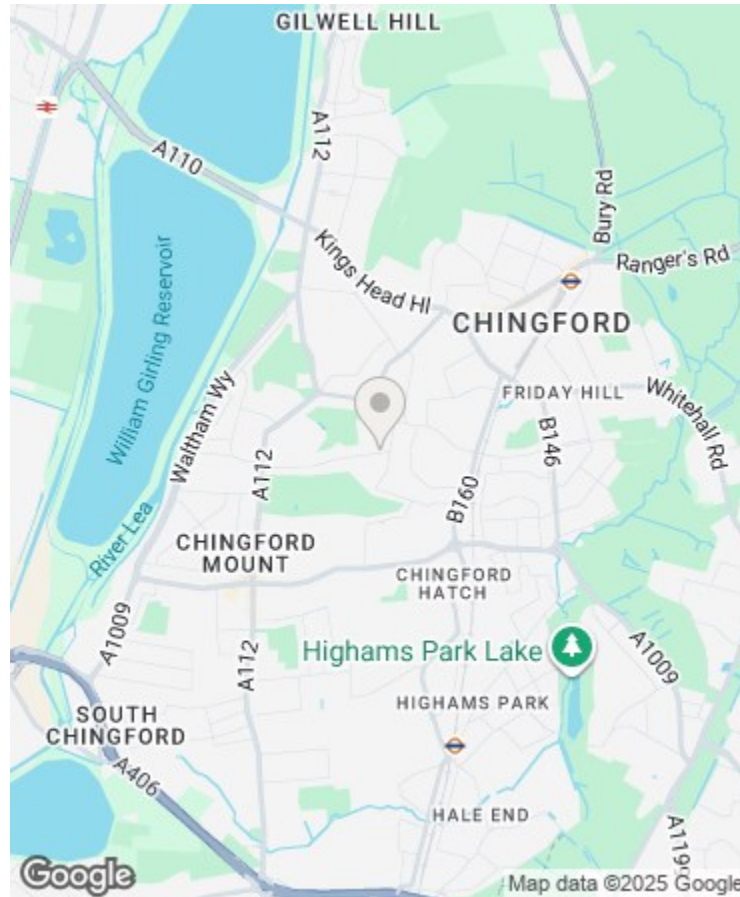 GILWELL HILL
A112
A110
Bury Rd
Ranger's Rd
Kings Head Hl
CHINGFORD
William Girling Reservoir
Waltham Wy
FRIDAY HILL
Whitehall Rd
B146
A112
B160
River Lea
CHINGFORD
MOUNT
CHINGFORD
HATCH
A1009
A112
Highams Park Lake
A1009
HIGHAMS PARK
SOUTH
CHINGFORD
A406
HALE END
A1199
Google
Map data ©2025 Google